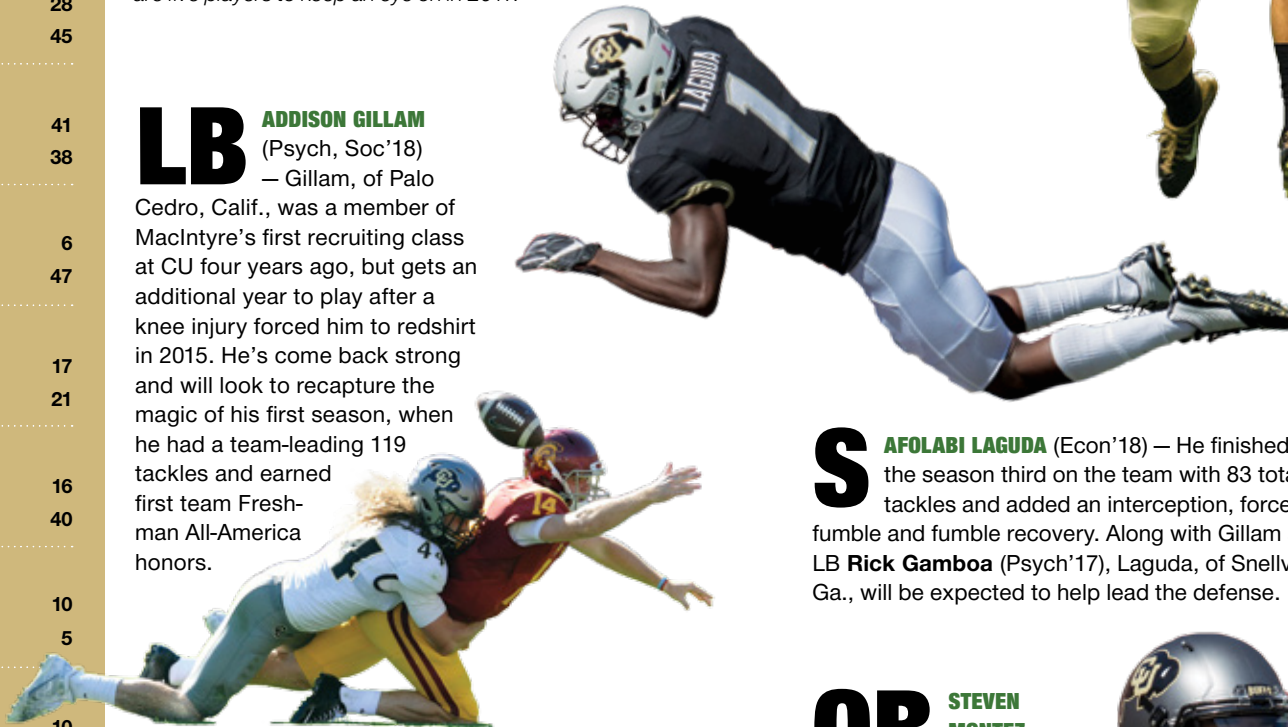 28
45
41
38
6
47
17
21
16
40
10
5
LB
ADDISON GILLAM
(Psych, Soc’18)
— Gillam, of Palo
Cedro, Calif., was a member of
MacIntyre’s first recruiting class
at CU four years ago, but gets an
additional year to play after a
knee injury forced him to redshirt
in 2015. He’s come back strong
and will look to recapture the
magic of his first season, when
he had a team-leading 119
tackles and earned
first team Fresh-
man All-America
honors.
LAGUDA
1
CU
14
44
S
AFOLABI LAGUDA (Econ’18) — He finished
the season third on the team with 83
tackles and added an interception,
fumble and fumble recovery. Along with Gillam
LB Rick Gamboa (Psych’17), Laguda, of
Ga., will be expected to help lead the defense.
QB
STEVEN
MONTEZ